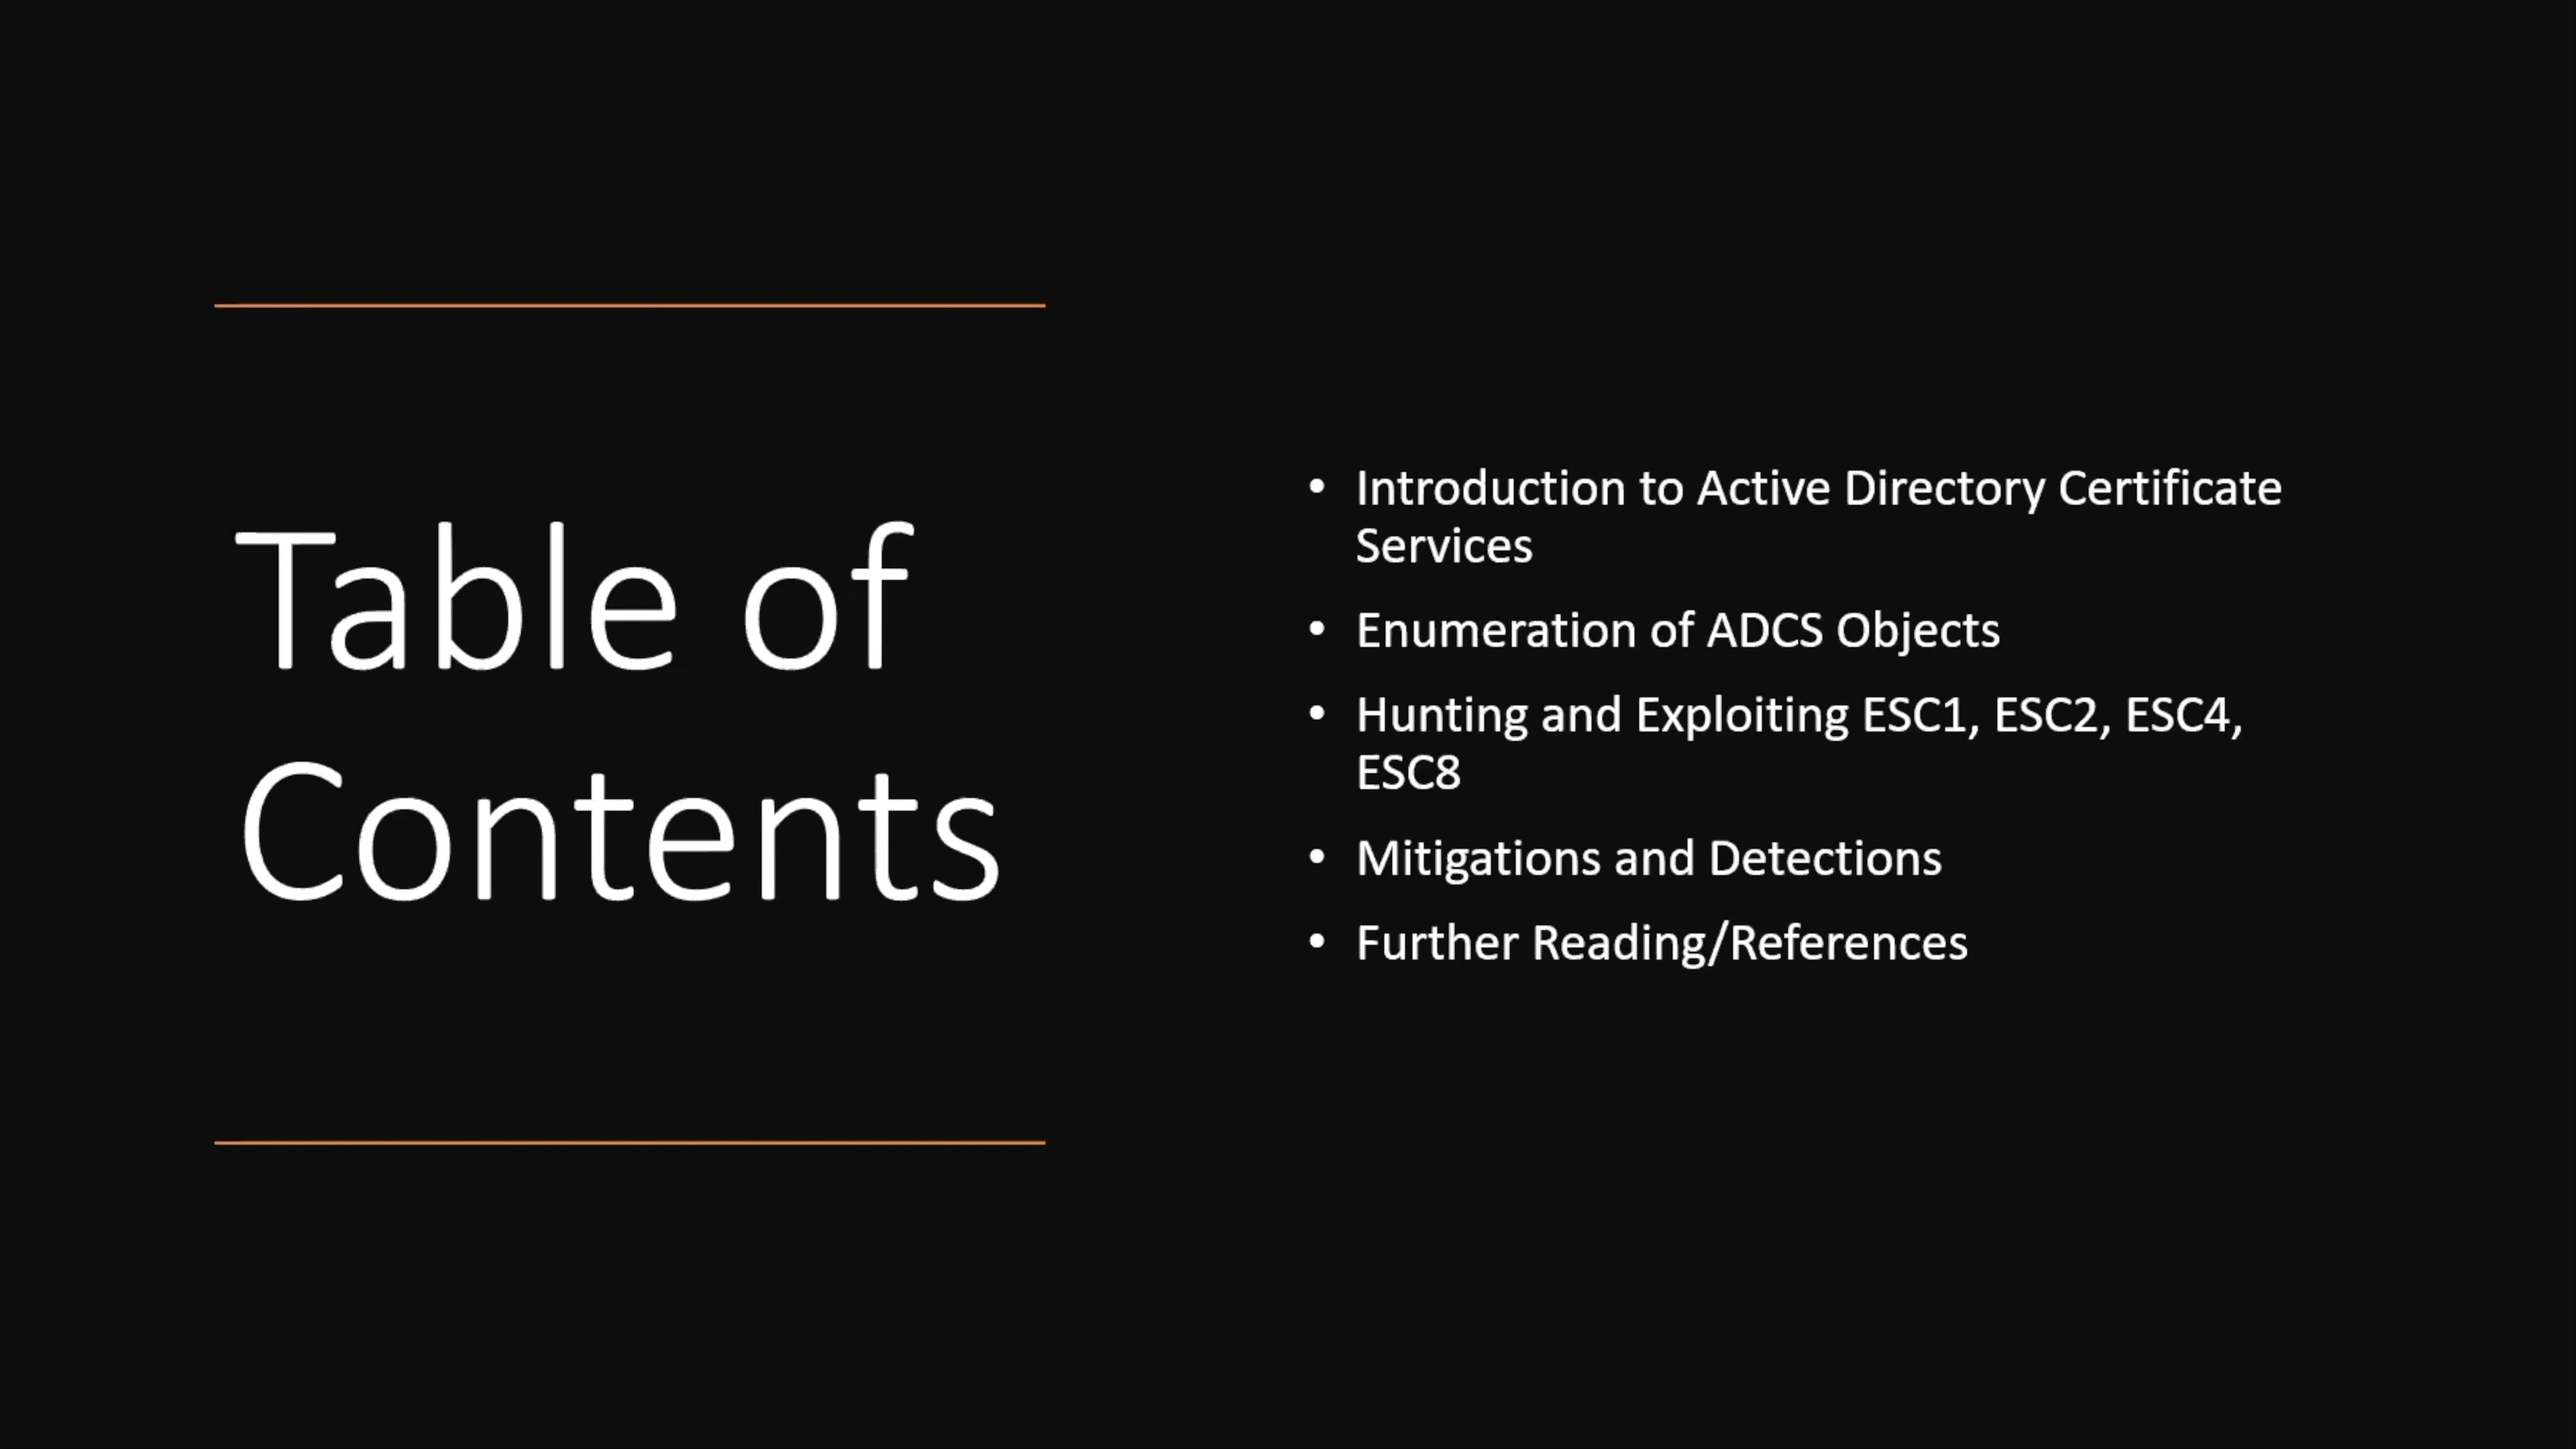 Table of
Contents
• Introduction to Active Directory Certificate
Services
• Enumeration of ADCS Objects
• Hunting and Exploiting ESC1, ESC2, ESC4,
ESC8
• Mitigations and Detections
• Further Reading/References